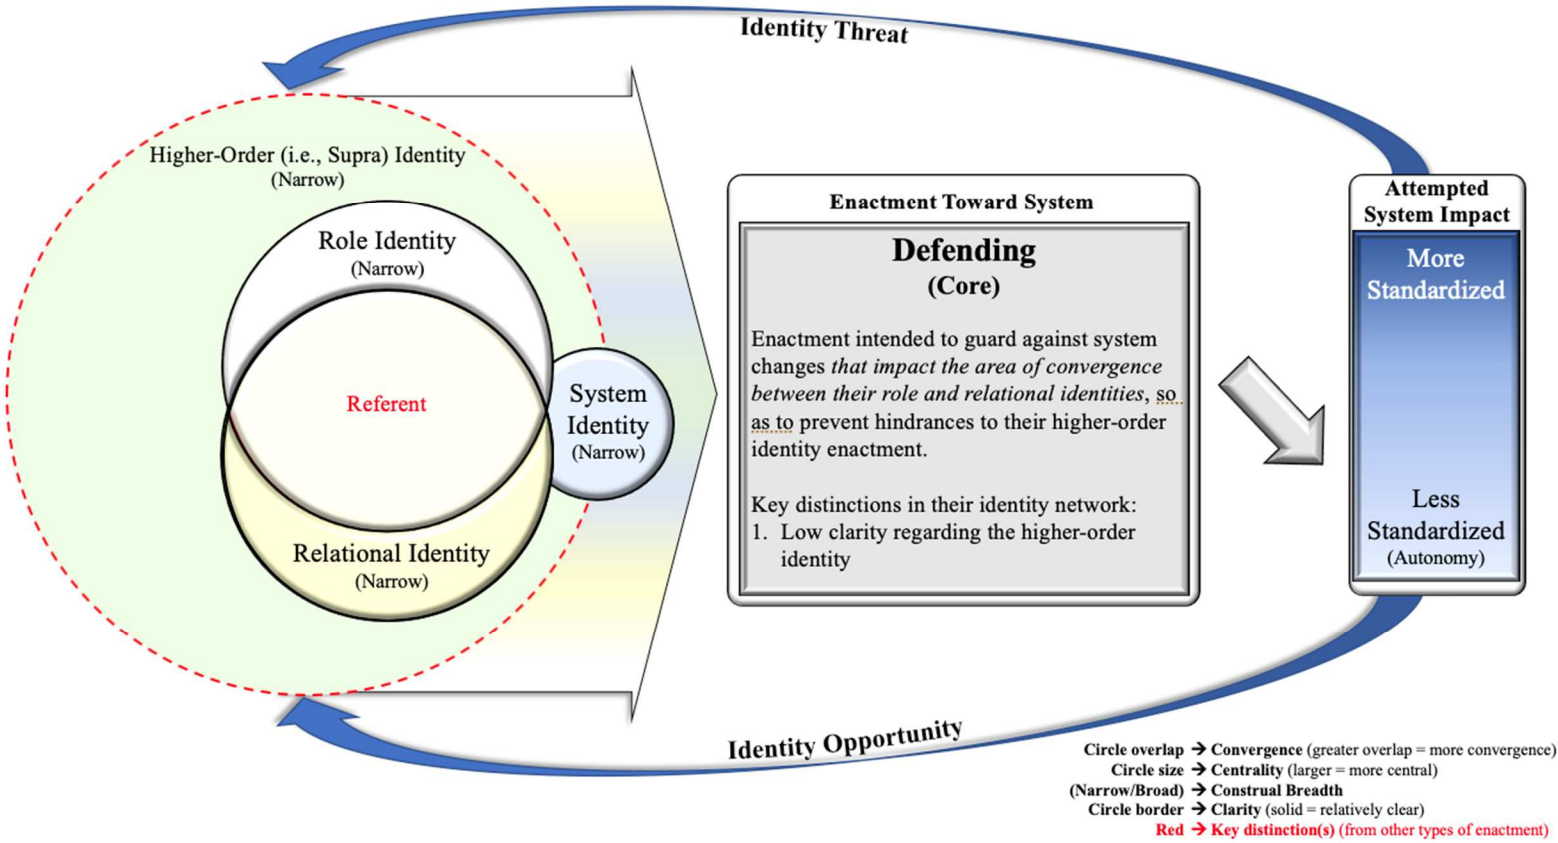 Identity Threat
Higher-Order (i.e., Supra) Identity
(Narrow)
Role Identity
(Narrow)
Referent
System
Identity
(Narrow)
Relational Identity
(Narrow)
Enactment Toward System
Defending
(Core)
Enactment intended to guard against system
changes that impact the area of convergence
between their role and relational identities, so
as to prevent hindrances to their higher-order
identity enactment.
Key distinctions in their identity network:
1. Low clarity regarding the higher-order
identity
Attempted
System Impact
More
Standardized
Less
Standardized
(Autonomy)
Identity Opportunity
Circle overlap → Convergence (greater overlap = more convergence)
Circle size → Centrality (larger = more central)
(Narrow/Broad) → Construal Breadth
Circle border → Clarity (solid = relatively clear)
Red → Key distinction(s) (from other types of enactment)